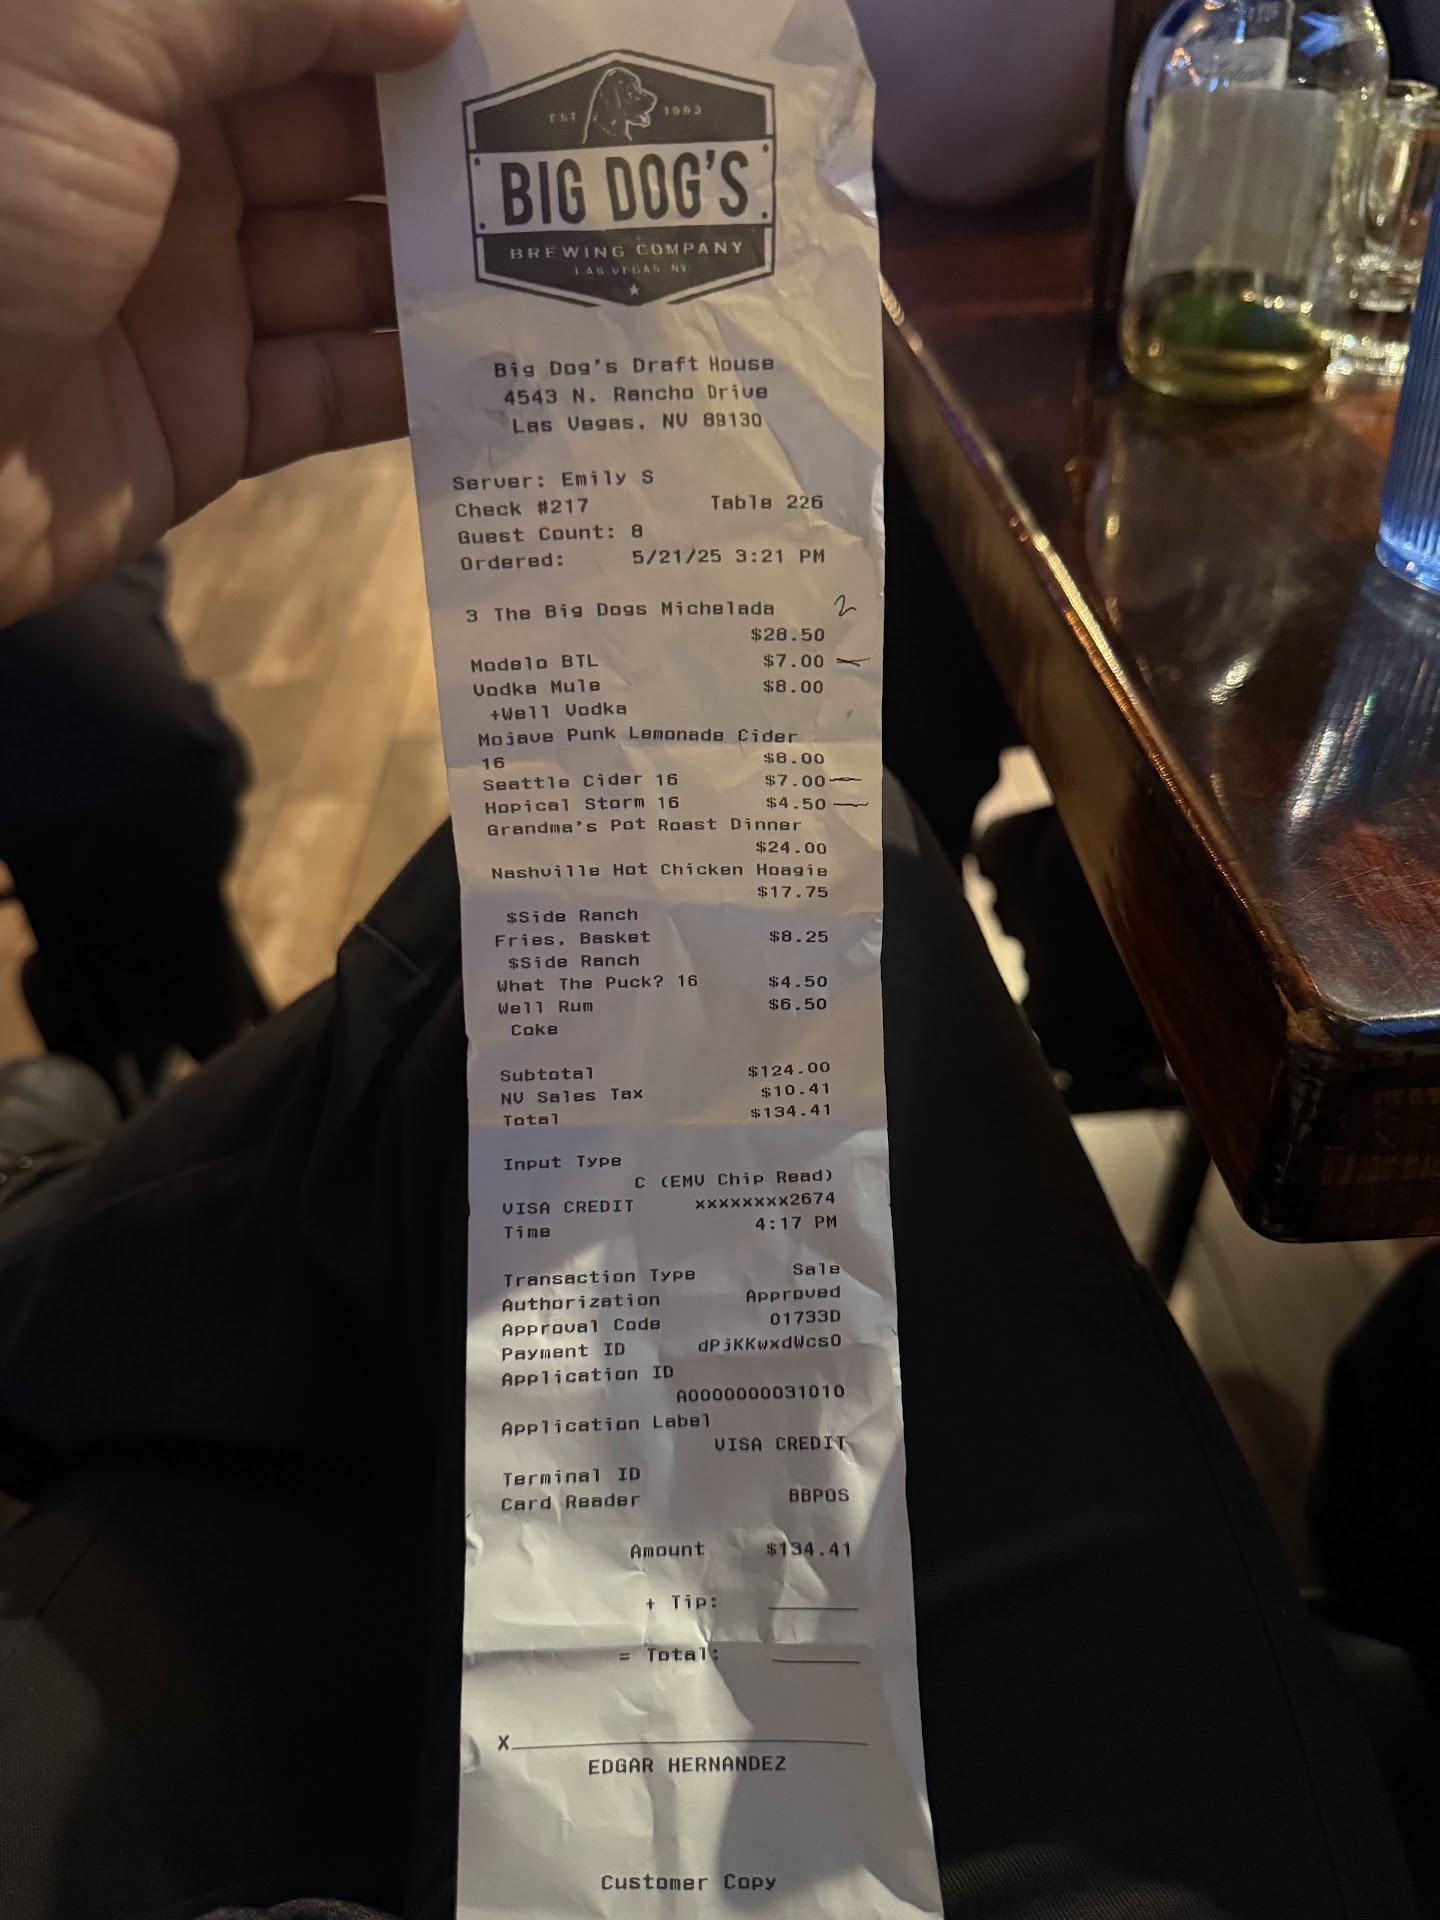 EST 1993
BIG DOG'S
BREWING COMPANY
LAS VEGAS NV
Big Dog's Draft House
4543 N. Rancho Drive
Las Vegas, NV 89130
Server: Emily S
Check #217 Table 226
Guest Count: 8
Ordered: 5/21/25 3:21 PM
3 The Big Dogs Michelada 2
$28.50
Modelo BTL $7.00
Vodka Mule $8.00
+Well Vodka
Mojave Punk Lemonade Cider
16 $8.00
Seattle Cider 16 $7.00
Hopical Storm 16 $4.50
Grandma's Pot Roast Dinner
$24.00
Nashville Hot Chicken Hoagie
$17.75
$Side Ranch
Fries, Basket $8.25
$Side Ranch
What The Puck? 16 $4.50
Well Rum $6.50
Coke
Subtotal $124.00
NV Sales Tax $10.41
Total $134.41
Input Type
C (EMV Chip Read)
VISA CREDIT xxxxxxxx2674
Time 4:17 PM
Transaction Type Sale
Authorization Approved
Approval Code 01733D
Payment ID dPjKKwxdWcsO
Application ID
A0000000031010
Application Label
VISA CREDIT
Terminal ID
Card Reader BBPOS
Amount $134.41
+ Tip:
= Total:
X
EDGAR HERNANDEZ
Customer Copy